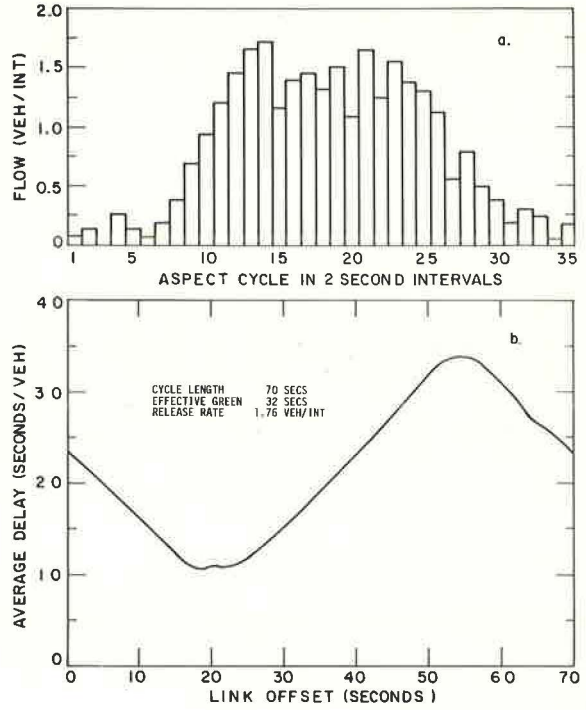 2.0
a.
1.5
1.0
0.5
0
FLOW (VEH/INT)
1 5 10 15 20 25 30 35
ASPECT CYCLE IN 2 SECOND INTERVALS
40
b.
30
20
10
0
AVERAGE DELAY (SECONDS/VEH)
CYCLE LENGTH 70 SECS
EFFECTIVE GREEN 32 SECS
RELEASE RATE 1.76 VEH/INT
0 10 20 30 40 50 60 70
LINK OFFSET (SECONDS)